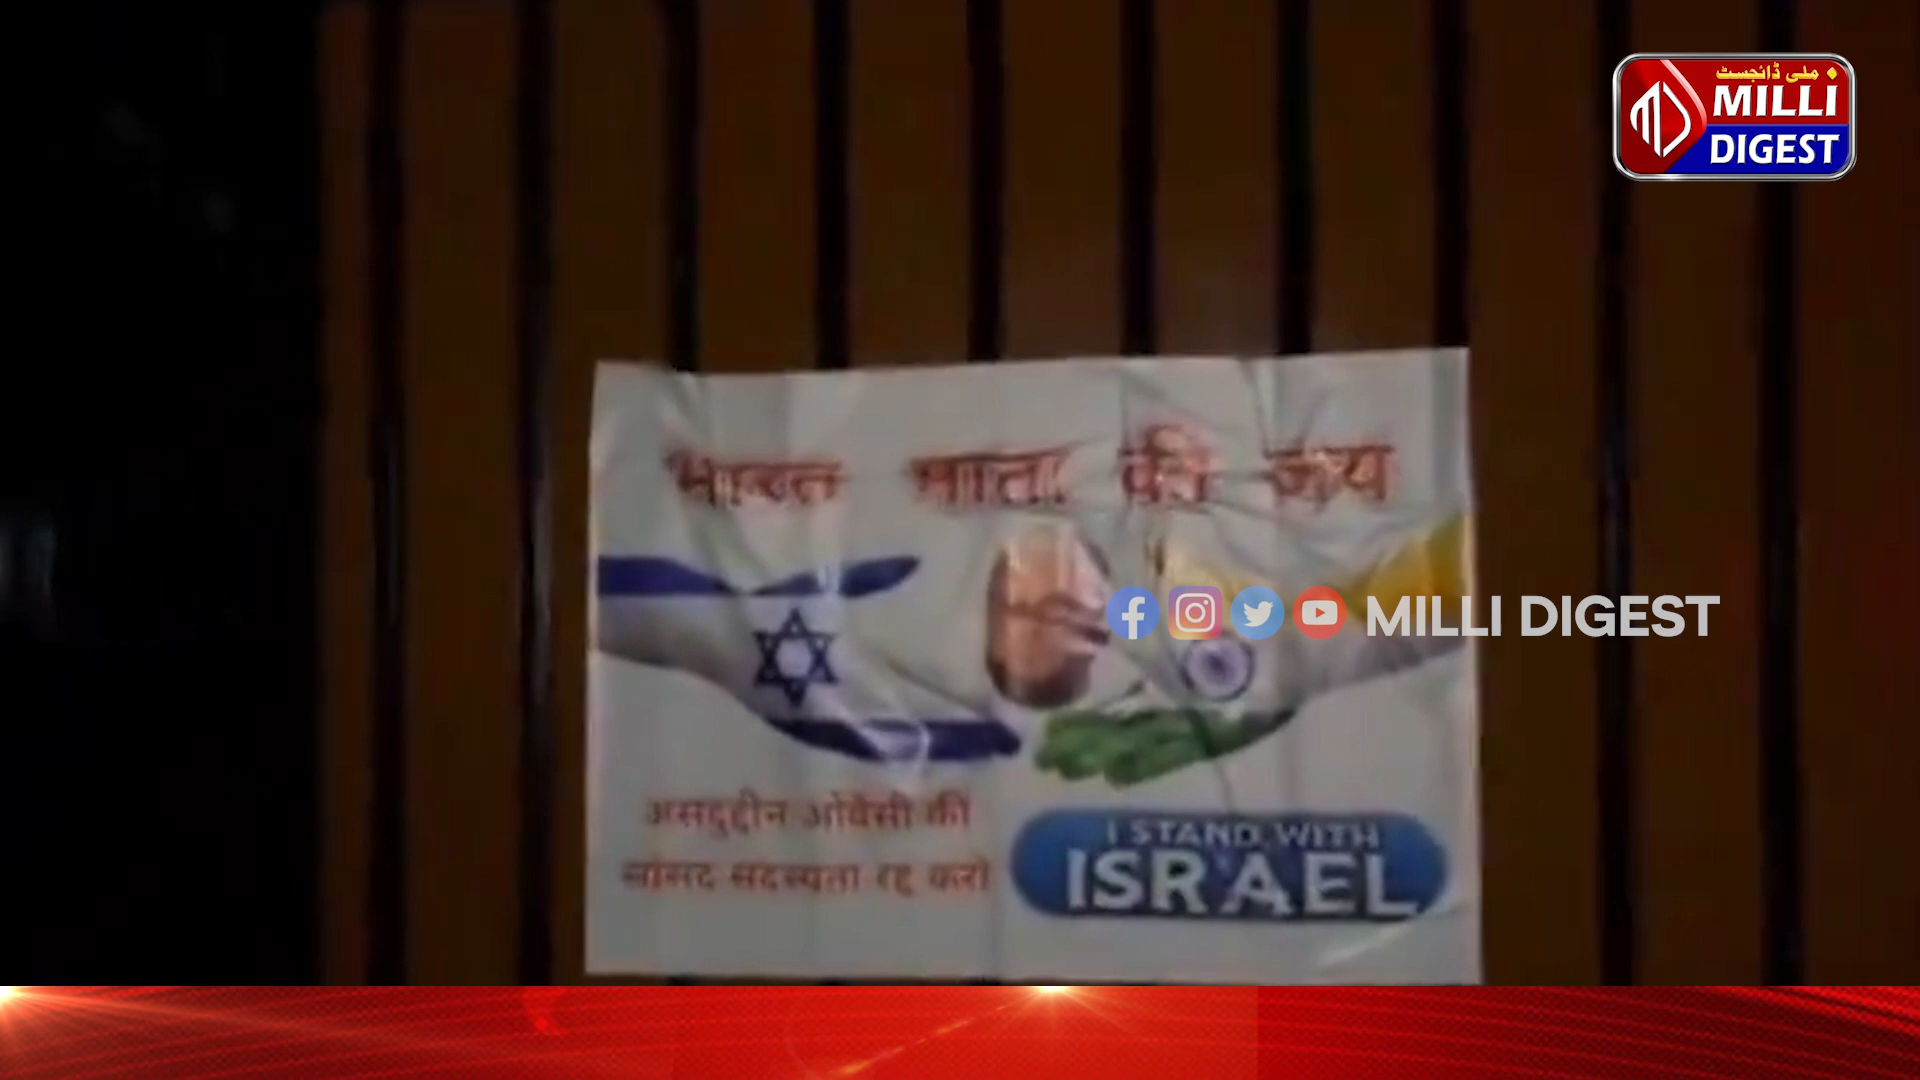 ملی ڈائجسٹ
MILLI
DIGEST
भारत माता की जय
MILLI DIGEST
असदुद्दीन ओवैसी की
सांसद सदस्यता रद्द करो
I STAND WITH
ISRAEL